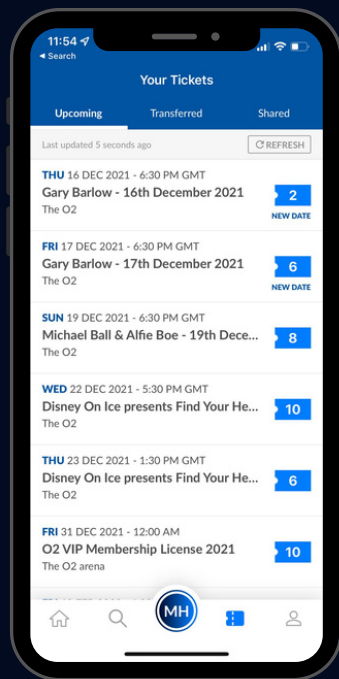 11:54
◀ Search
Your Tickets
Upcoming Transferred Shared
Last updated 5 seconds ago
REFRESH
THU 16 DEC 2021 - 6:30 PM GMT
Gary Barlow - 16th December 2021
The O2
2
NEW DATE
FRI 17 DEC 2021 - 6:30 PM GMT
Gary Barlow - 17th December 2021
The O2
6
NEW DATE
SUN 19 DEC 2021 - 6:30 PM GMT
Michael Ball & Alfie Boe - 19th Dece...
The O2
8
WED 22 DEC 2021 - 5:30 PM GMT
Disney On Ice presents Find Your He...
The O2
10
THU 23 DEC 2021 - 1:30 PM GMT
Disney On Ice presents Find Your He...
The O2
6
FRI 31 DEC 2021 - 12:00 AM
O2 VIP Membership License 2021
The O2 arena
10
MH